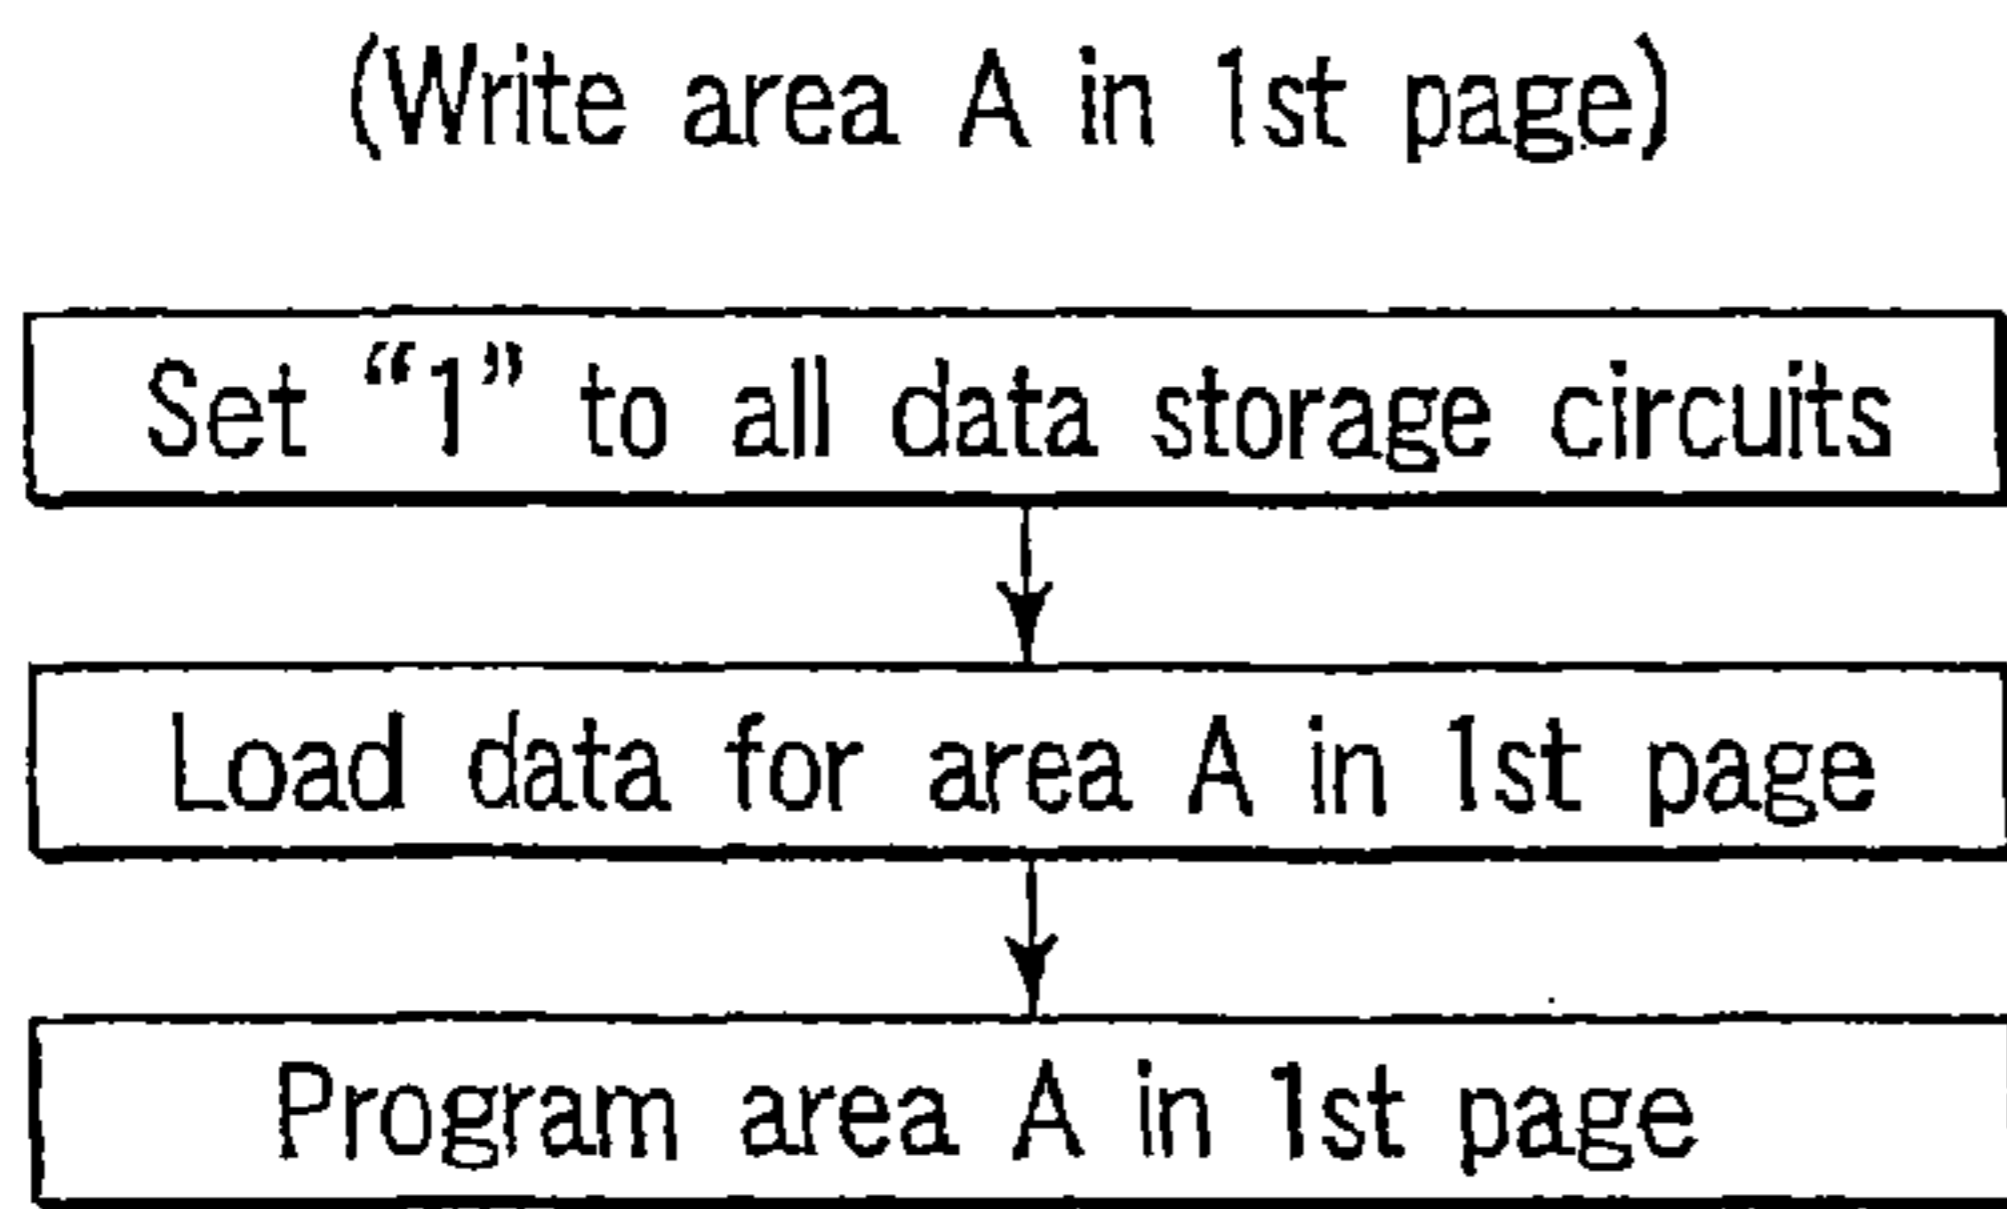 (Write area A in 1st page)
Set “1” to all data storage circuits
Load data for area A in 1st page
Program area A in 1st page